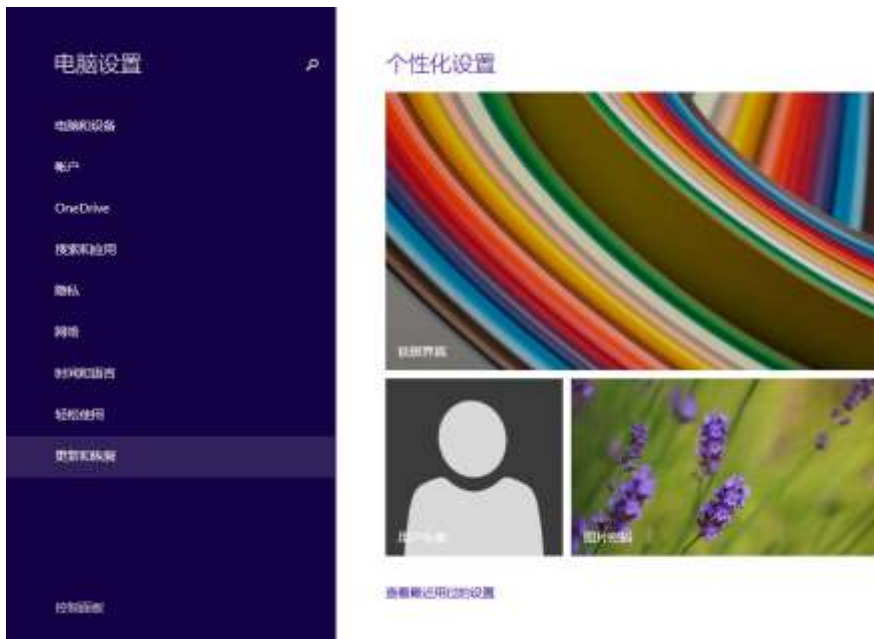 电脑设置
电脑和设备
帐户
OneDrive
搜索和应用
隐私
网络
时间和语言
轻松使用
更新和恢复
控制面板
个性化设置
锁屏界面
用户头像
图片密码
查看最近用过的设置